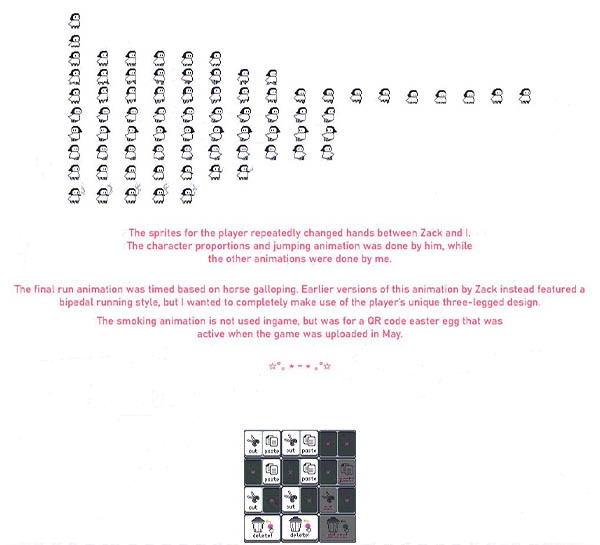 The sprites for the player repeatedly changed hands between Zack and I.
The character proportions and jumping animation was done by him, while
the other animations were done by me.
The final run animation was timed based on horse galloping. Earlier versions of this animation by Zack instead featured a
bipedal running style, but I wanted to completely make use of the player's unique three-legged design.
The smoking animation is not used ingame, but was for a QR code easter egg that was
active when the game was uploaded in May.
cut paste cut paste
paste paste paste
cut cut cut
delete! delete! delete!